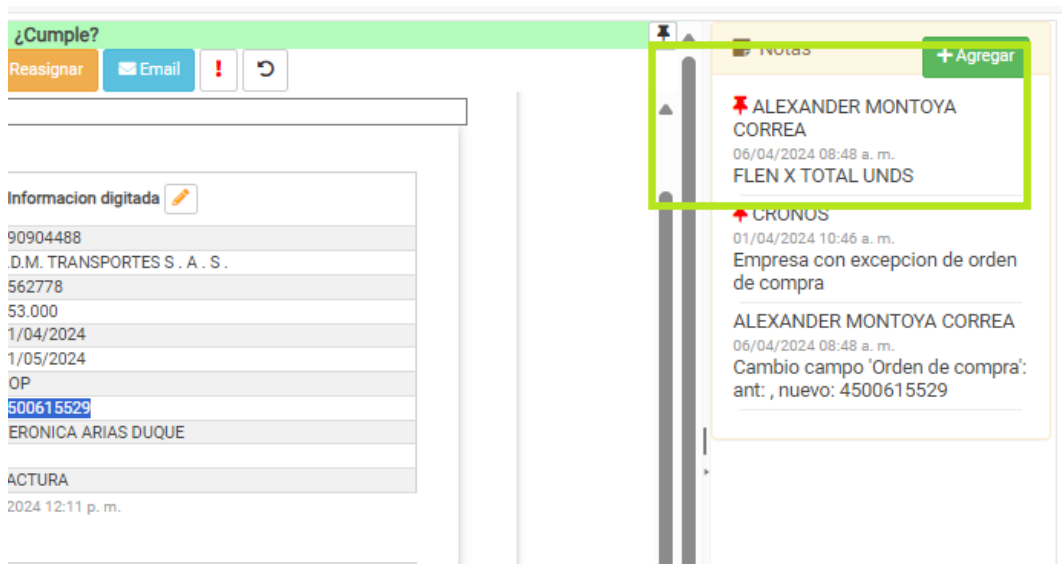 ¿Cumple?
Reasignar
Email
!
Notas
+ Agregar
ALEXANDER MONTOYA
CORREA
06/04/2024 08:48 a. m.
FLEN X TOTAL UNDS
CRONOS
01/04/2024 10:46 a. m.
Empresa con excepcion de orden
de compra
ALEXANDER MONTOYA CORREA
06/04/2024 08:48 a. m.
Cambio campo 'Orden de compra':
ant: , nuevo: 4500615529
Informacion digitada
90904488
.D.M. TRANSPORTES S . A . S .
562778
53.000
1/04/2024
1/05/2024
OP
500615529
ERONICA ARIAS DUQUE
ACTURA
2024 12:11 p. m.